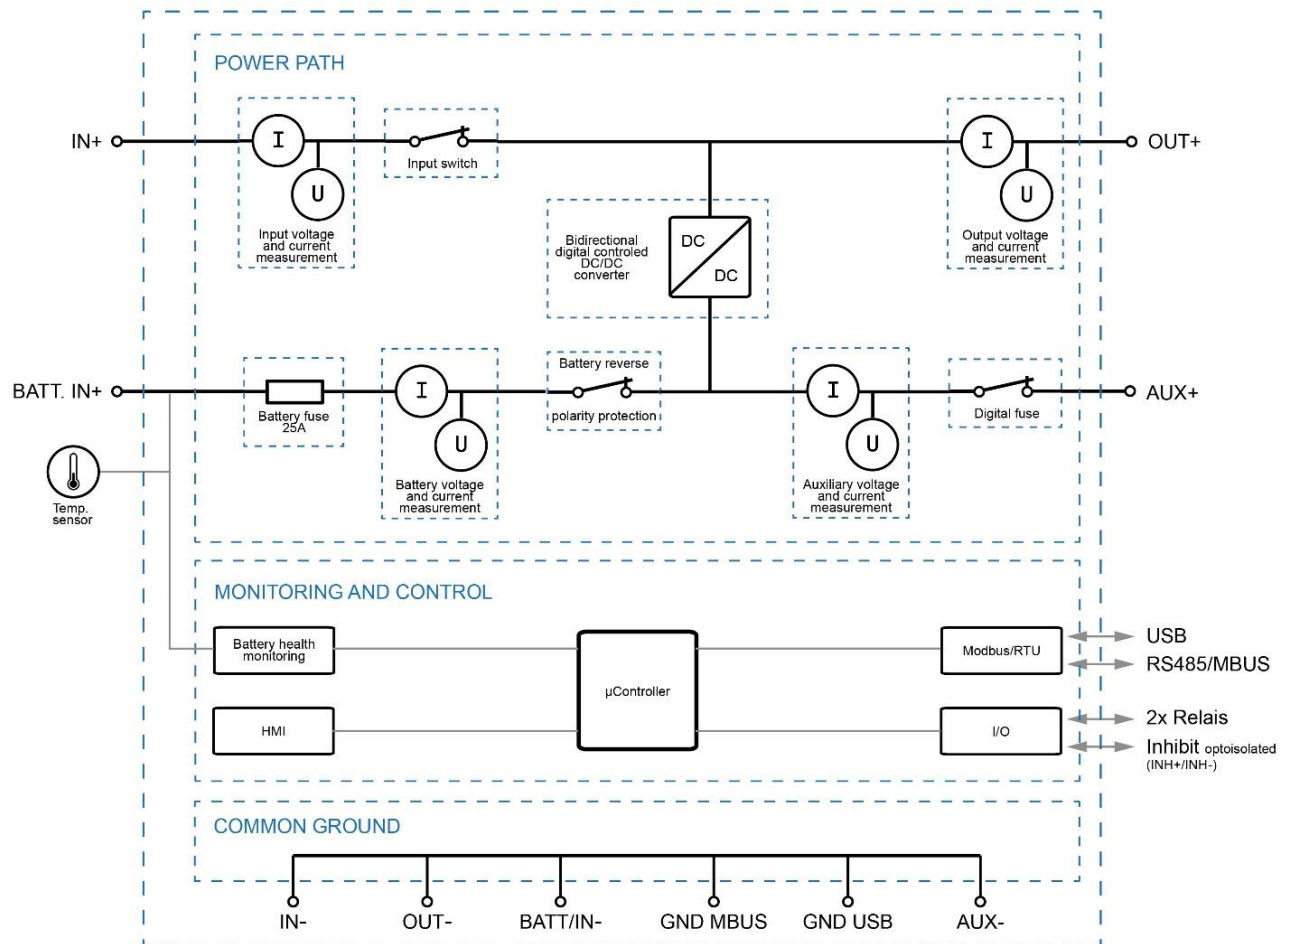 POWER PATH
IN+
I
U
Input voltage
and current
measurement
Input switch
I
U
Output voltage
and current
measurement
OUT+
Bidirectional
digital controled
DC/DC
converter
DC
DC
BATT. IN+
Battery fuse
25A
I
U
Battery voltage
and current
measurement
Battery reverse
polarity protection
I
U
Auxiliary voltage
and current
measurement
Digital fuse
AUX+
Temp.
sensor
MONITORING AND CONTROL
Battery health
monitoring
HMI
µController
Modbus/RTU
I/O
USB
RS485/MBUS
2x Relais
Inhibit optoisolated
(INH+/INH-)
COMMON GROUND
IN-
OUT-
BATT/IN-
GND MBUS
GND USB
AUX-